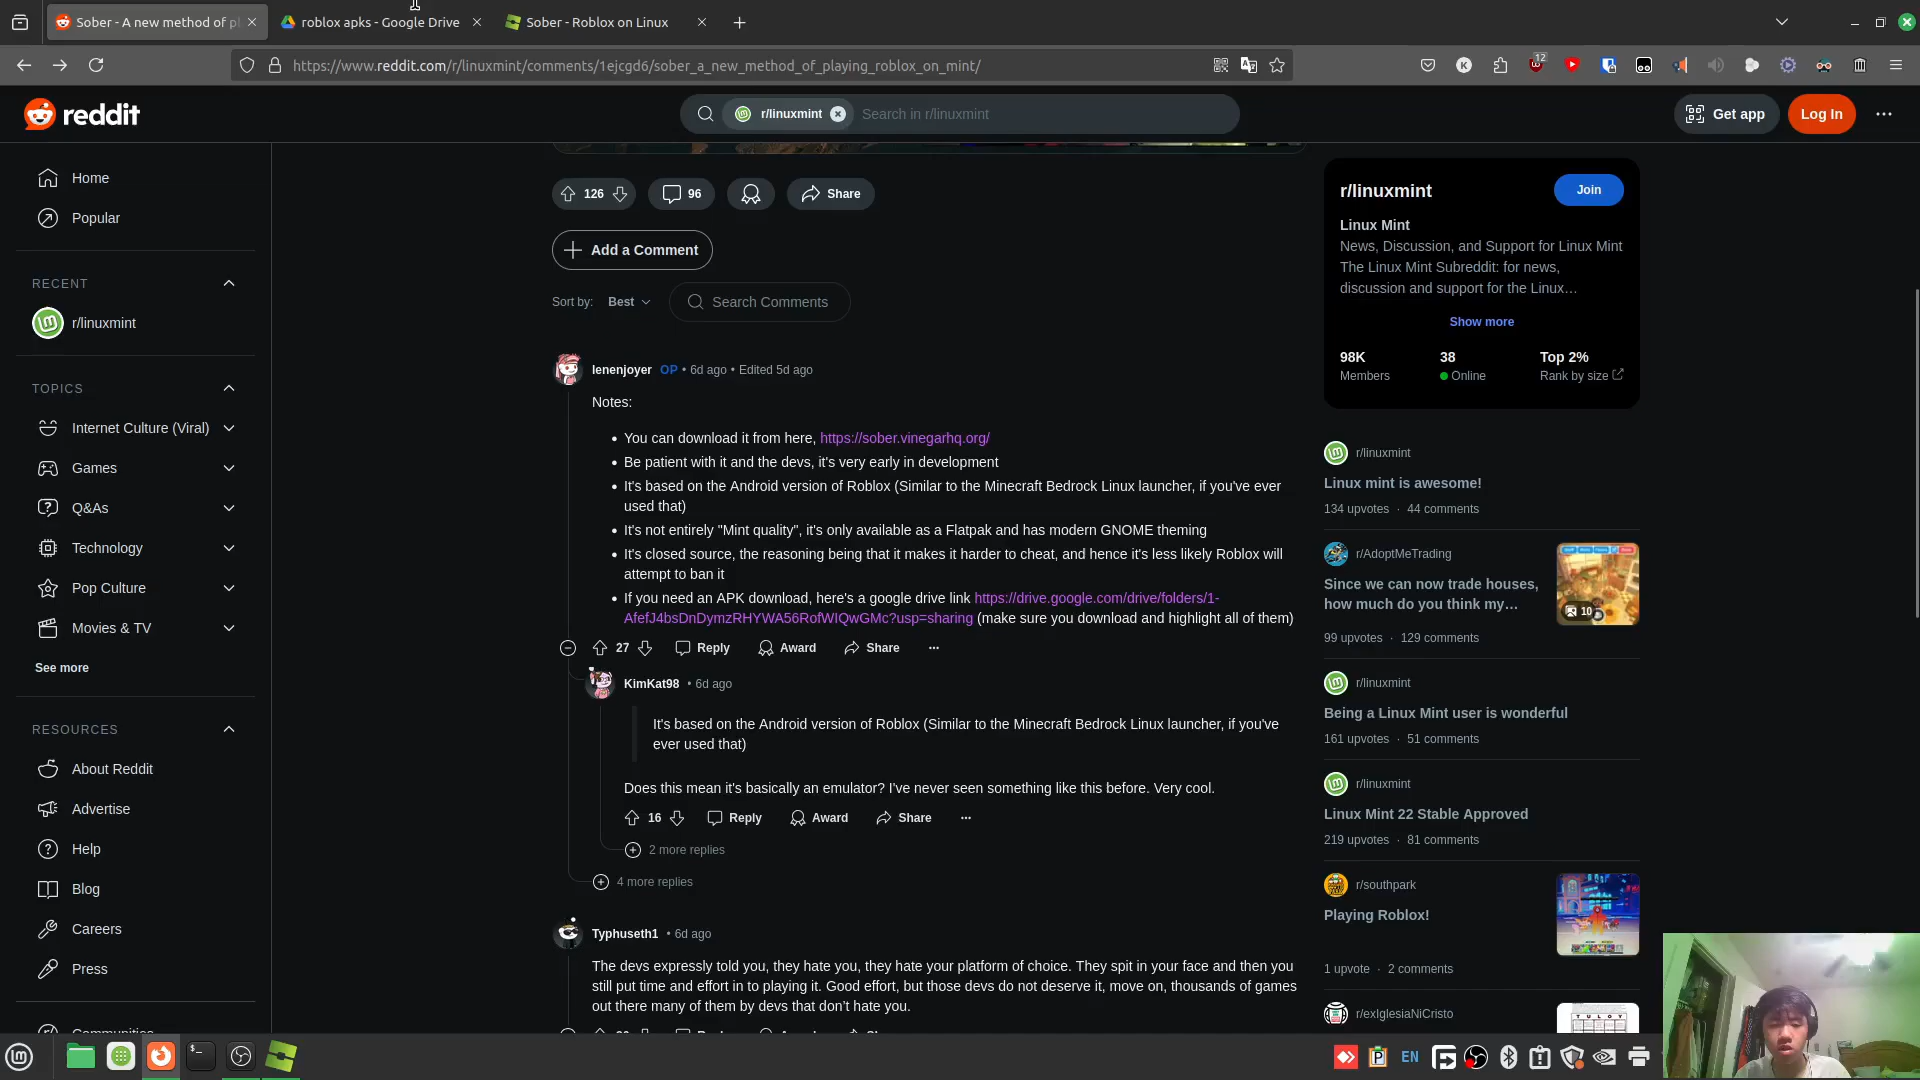 Sober - A new method of pl
roblox apks - Google Drive
Sober - Roblox on Linux
https://www.reddit.com/r/linuxmint/comments/1ejcgd6/sober_a_new_method_of_playing_roblox_on_mint/
12
K
reddit
r/linuxmint
Search in r/linuxmint
Get app
Log In
Home
Popular
RECENT
r/linuxmint
TOPICS
Internet Culture (Viral)
Games
Q&As
Technology
Pop Culture
Movies & TV
See more
RESOURCES
About Reddit
Advertise
Help
Blog
Careers
Press
Communities
126
96
Share
Add a Comment
Sort by:
Best
Search Comments
lenenjoyer OP • 6d ago • Edited 5d ago
Notes:
• You can download it from here, https://sober.vinegarhq.org/
• Be patient with it and the devs, it's very early in development
• It's based on the Android version of Roblox (Similar to the Minecraft Bedrock Linux launcher, if you've ever
used that)
• It's not entirely "Mint quality", it's only available as a Flatpak and has modern GNOME theming
• It's closed source, the reasoning being that it makes it harder to cheat, and hence it's less likely Roblox will
attempt to ban it
• If you need an APK download, here's a google drive link https://drive.google.com/drive/folders/1-
AfefJ4bsDnDymzRHYWA56RofWIQwGMc?usp=sharing (make sure you download and highlight all of them)
27
Reply
Award
Share
KimKat98 • 6d ago
It's based on the Android version of Roblox (Similar to the Minecraft Bedrock Linux launcher, if you've
ever used that)
Does this mean it's basically an emulator? I've never seen something like this before. Very cool.
16
Reply
Award
Share
2 more replies
4 more replies
Typhuseth1 • 6d ago
The devs expressly told you, they hate you, they hate your platform of choice. They spit in your face and then you
still put time and effort in to playing it. Good effort, but those devs do not deserve it, move on, thousands of games
out there many of them by devs that don't hate you.
r/linuxmint
Join
Linux Mint
News, Discussion, and Support for Linux Mint
The Linux Mint Subreddit: for news,
discussion and support for the Linux…
Show more
98K
Members
38
Online
Top 2%
Rank by size
r/linuxmint
Linux mint is awesome!
134 upvotes · 44 comments
r/AdoptMeTrading
Since we can now trade houses,
how much do you think my…
10
99 upvotes · 129 comments
r/linuxmint
Being a Linux Mint user is wonderful
161 upvotes · 51 comments
r/linuxmint
Linux Mint 22 Stable Approved
219 upvotes · 81 comments
r/southpark
Playing Roblox!
1 upvote · 2 comments
r/exIglesiaNiCristo
EN